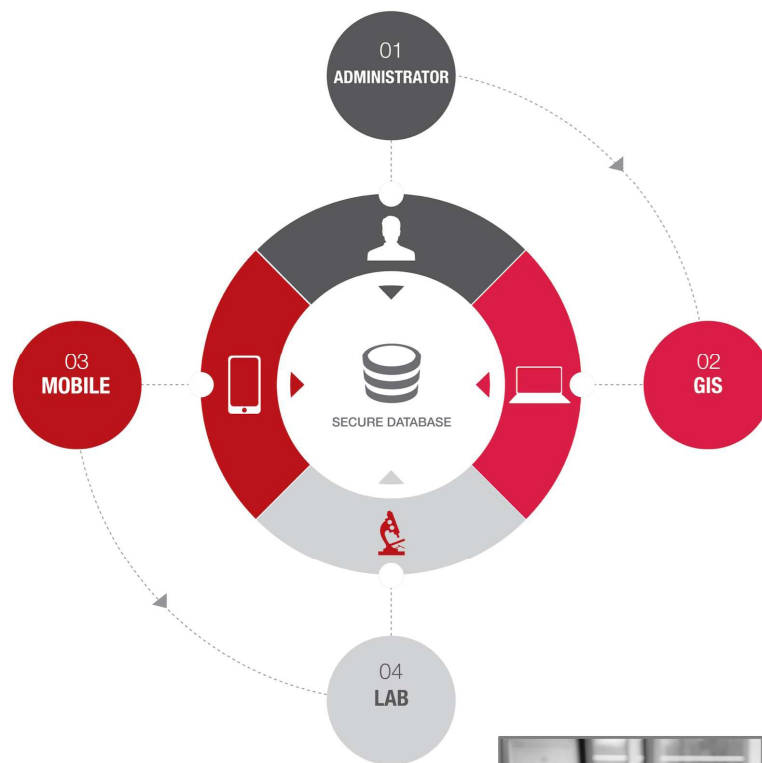 01
ADMINISTRATOR
02
GIS
03
MOBILE
SECURE DATABASE
04
LAB